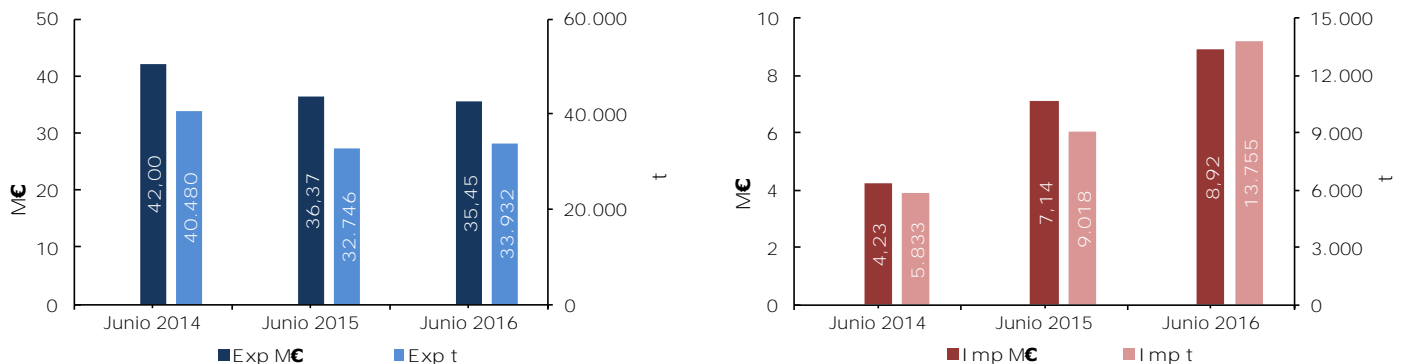 50
40
30
20
10
0
M€
42,00
40.480
36,37
32.746
35,45
33.932
60.000
40.000
20.000
0
t
Junio 2014
Junio 2015
Junio 2016
Exp M€
Exp t
10
8
6
4
2
0
M€
4,23
5.833
7,14
9.018
8,92
13.755
15.000
12.000
9.000
6.000
3.000
0
t
Junio 2014
Junio 2015
Junio 2016
Imp M€
Imp t